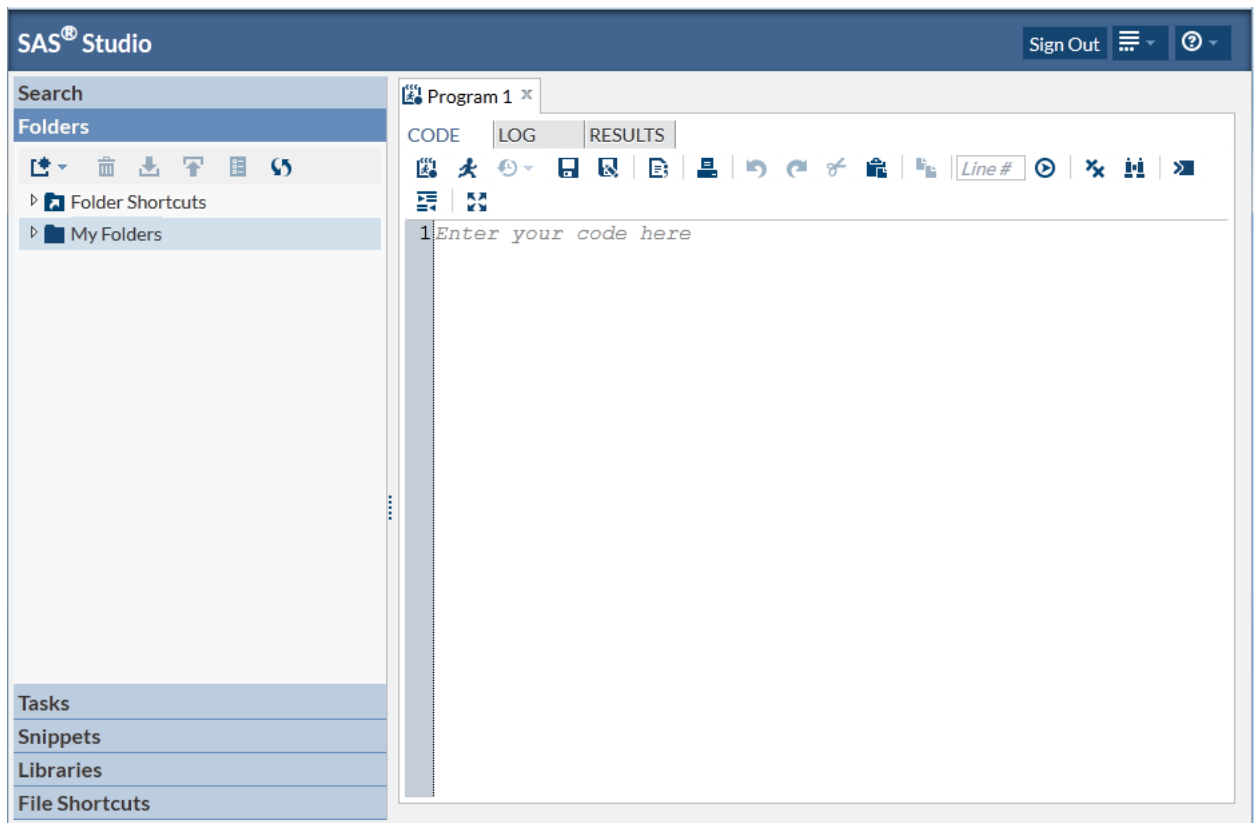 SAS® Studio
Sign Out
Search
Folders
Folder Shortcuts
My Folders
Tasks
Snippets
Libraries
File Shortcuts
Program 1
CODE LOG RESULTS
Line #
1 Enter your code here